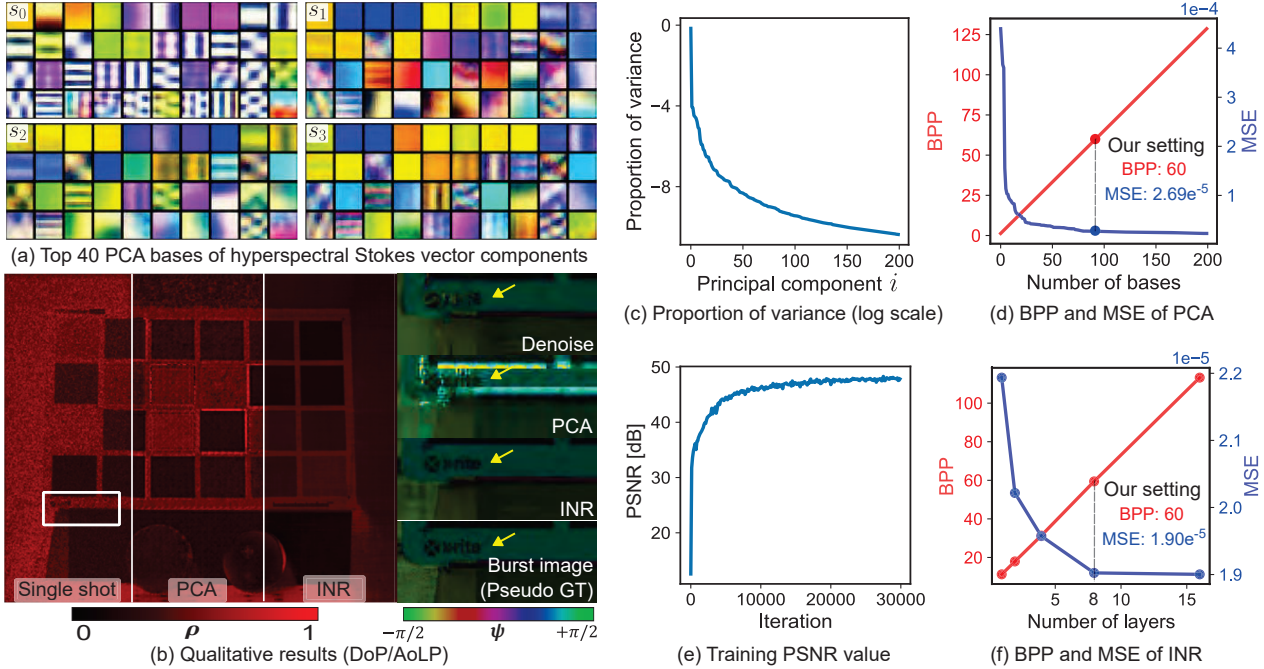 s0
s1
s2
s3
(a) Top 40 PCA bases of hyperspectral Stokes vector components
Single shot
PCA
INR
0
ρ
1
Denoise
PCA
INR
Burst image
(Pseudo GT)
−π/2
ψ
+π/2
(b) Qualitative results (DoP/AoLP)
0
−4
−8
Proportion of variance
0
50
100
150
200
Principal component i
(c) Proportion of variance (log scale)
1e−4
125
100
75
50
25
0
BPP
4
3
2
1
MSE
Our setting
BPP: 60
MSE: 2.69e-5
0
50
100
150
200
Number of bases
(d) BPP and MSE of PCA
50
40
30
20
PSNR [dB]
0
10000
20000
30000
Iteration
(e) Training PSNR value
1e−5
100
80
60
40
20
BPP
2.2
2.1
2.0
1.9
MSE
Our setting
BPP: 60
MSE: 1.90e-5
5
8
10
15
Number of layers
(f) BPP and MSE of INR